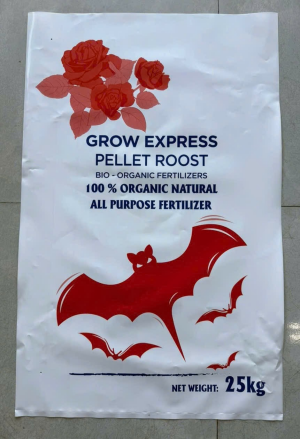 GROW EXPRESS
PELLET ROOST
BIO - ORGANIC FERTILIZERS
100 % ORGANIC NATURAL
ALL PURPOSE FERTILIZER
NET WEIGHT: 25kg